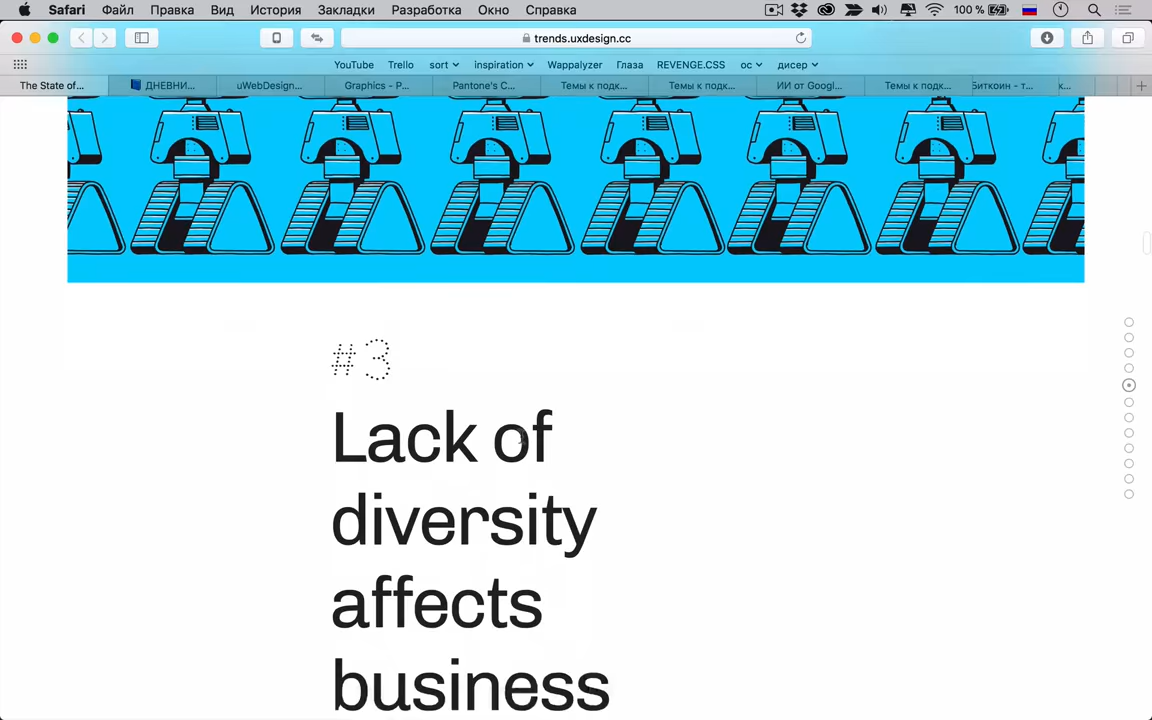 Safari Файл Правка Вид История Закладки Разработка Окно Справка 100 %
trends.uxdesign.cc
YouTube Trello sort inspiration Wappalyzer Глаза REVENGE.CSS ос дисер
The State of... ДНЕВНИ... uWebDesign... Graphics - P... Pantone's C... Темы к подк... Темы к подк... ИИ от Googl... Темы к подк... Биткоин - т... к...
#3
Lack of
diversity
affects
business